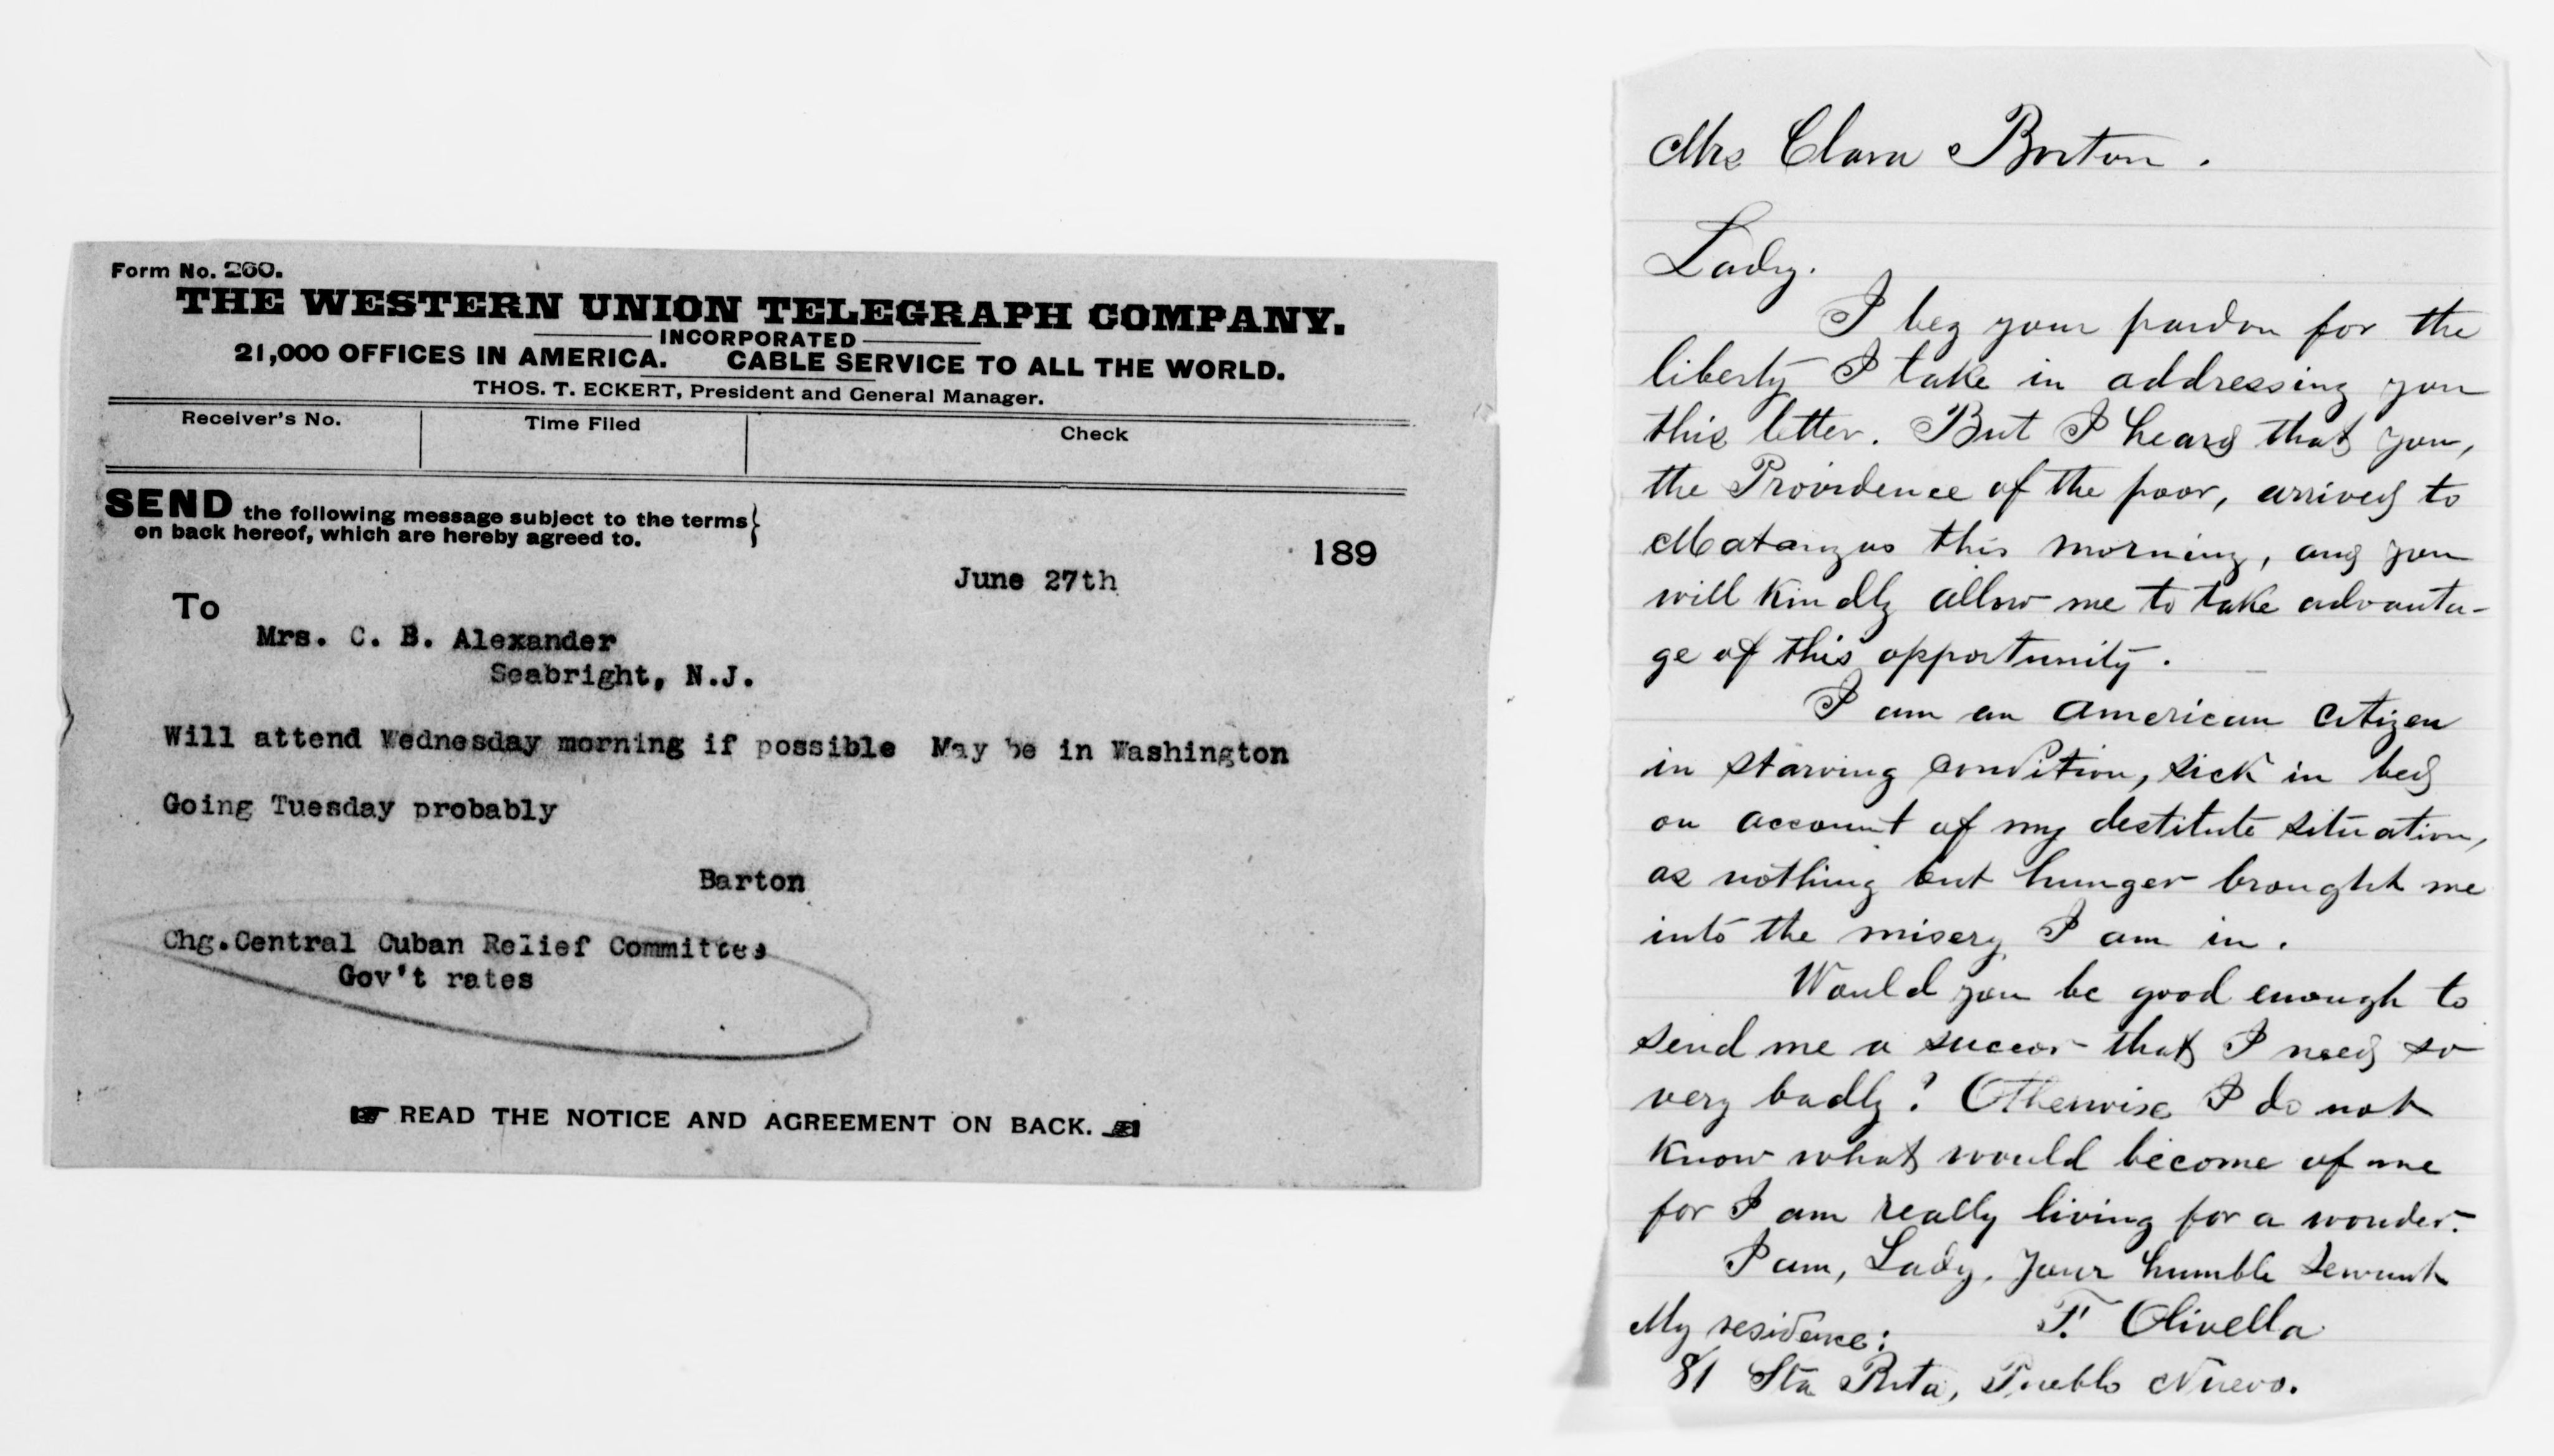 Form No. 260.
THE WESTERN UNION TELEGRAPH COMPANY.
INCORPORATED
21,000 OFFICES IN AMERICA. CABLE SERVICE TO ALL THE WORLD.
THOS. T. ECKERT, President and General Manager.
Receiver's No. Time Filed Check
SEND the following message subject to the terms
on back hereof, which are hereby agreed to.
189
June 27th
To
Mrs. C. B. Alexander
Seabright, N.J.
Will attend Wednesday morning if possible May be in Washington
Going Tuesday probably
Barton
Chg. Central Cuban Relief Committee
Gov't rates
READ THE NOTICE AND AGREEMENT ON BACK.
Mrs Clara Barton.
Lady.
I beg your pardon for the
liberty I take in addressing you
this letter. But I heard that you,
the Providence of the poor, arrived to
Matanzas this morning, and you
will kindly allow me to take advanta-
ge of this opportunity.
I am an American citizen
in starving condition, sick in bed
on account of my destitute situation,
as nothing but hunger brought me
into the misery I am in.
Would you be good enough to
send me a succor that I need so
very badly? Otherwise I do not
know what would become of me
for I am really living for a wonder.
I am, Lady, your humble servant
F. Olivella
My residence:
81 Sta Rita, Pueblo Nuevo.